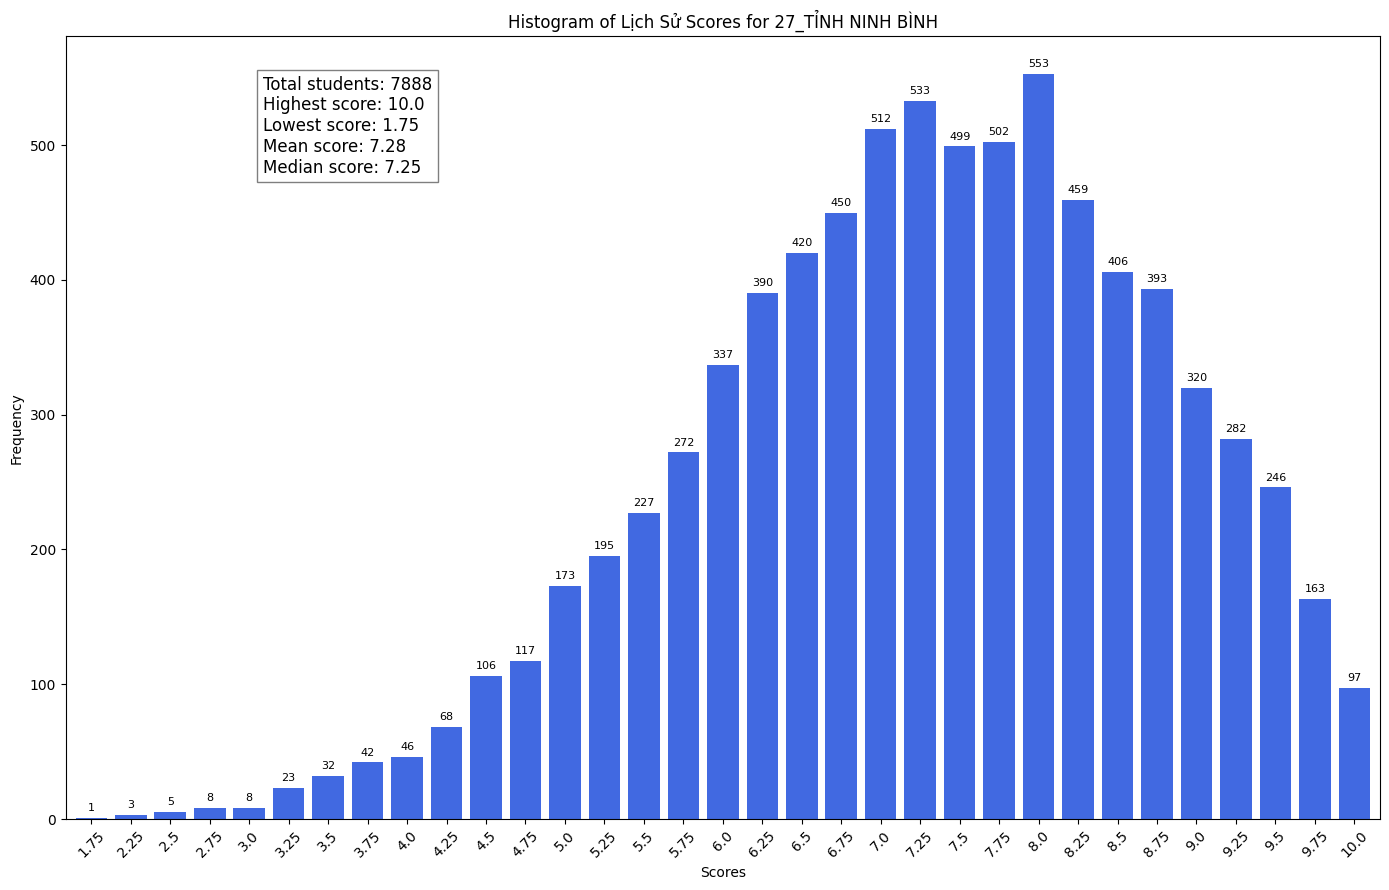 Histogram of Lịch Sử Scores for 27_TỈNH NINH BÌNH
Total students: 7888
Highest score: 10.0
Lowest score: 1.75
Mean score: 7.28
Median score: 7.25
Frequency
500
400
300
200
100
0
1 3 5 8 8 23 32 42 46 68 106 117 173 195 227 272 337 390 420 450 512 533 499 502 553 459 406 393 320 282 246 163 97
1.75 2.25 2.5 2.75 3.0 3.25 3.5 3.75 4.0 4.25 4.5 4.75 5.0 5.25 5.5 5.75 6.0 6.25 6.5 6.75 7.0 7.25 7.5 7.75 8.0 8.25 8.5 8.75 9.0 9.25 9.5 9.75 10.0
Scores